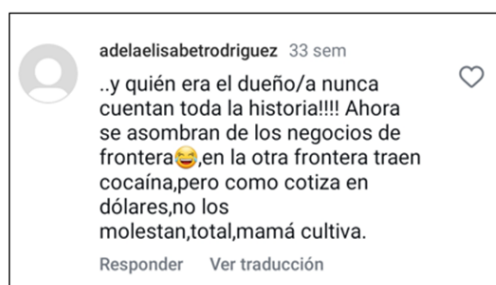 adelaelisabetrodriguez 33 sem
..y quién era el dueño/a nunca
cuentan toda la historia!!!! Ahora
se asombran de los negocios de
frontera😂,en la otra frontera traen
cocaína,pero como cotiza en
dólares,no los
molestan,total,mamá cultiva.
Responder Ver traducción